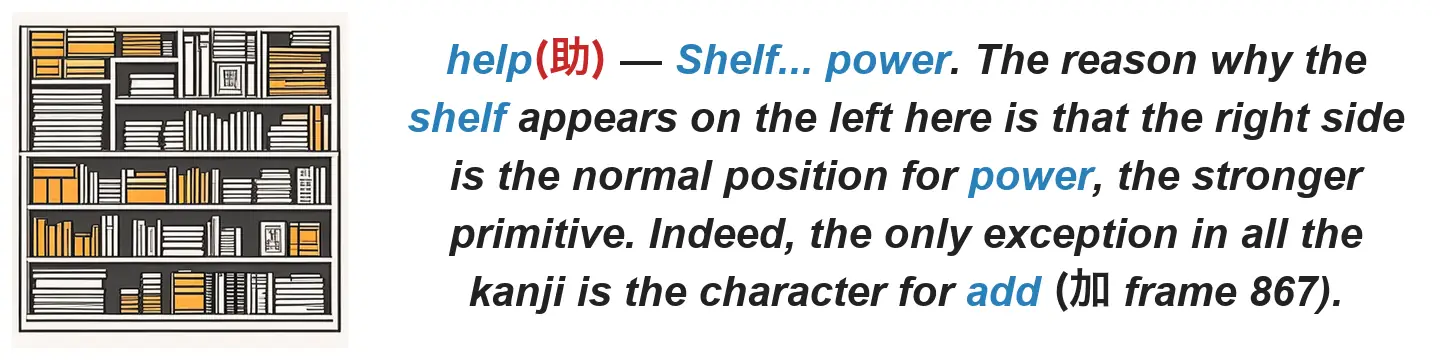 help(助) — Shelf... power. The reason why the
shelf appears on the left here is that the right side
is the normal position for power, the stronger
primitive. Indeed, the only exception in all the
kanji is the character for add (加 frame 867).